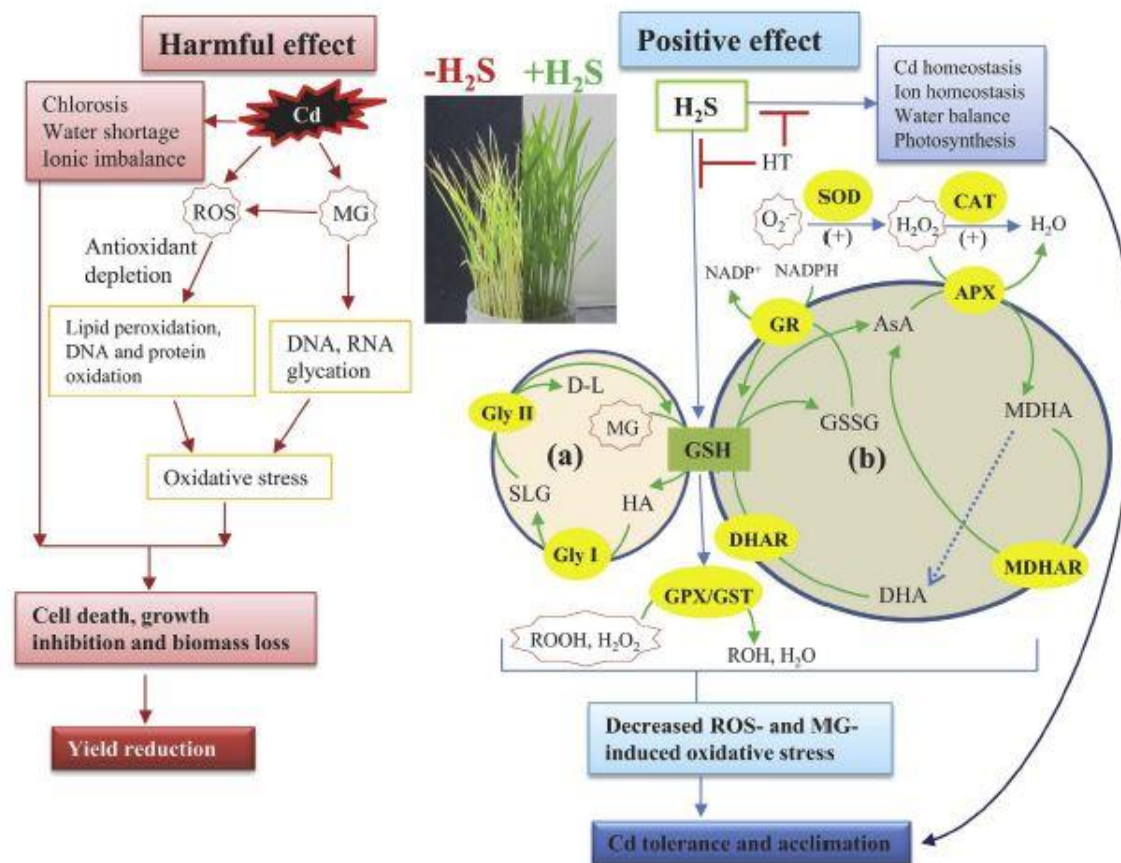 Harmful effect
Cd
Chlorosis
Water shortage
Ionic imbalance
ROS
MG
Antioxidant
depletion
Lipid peroxidation,
DNA and protein
oxidation
DNA, RNA
glycation
Oxidative stress
Cell death, growth
inhibition and biomass loss
Yield reduction
-H₂S
+H₂S
Positive effect
H₂S
HT
Cd homeostasis
Ion homeostasis
Water balance
Photosynthesis
O₂·⁻
SOD
(+)
H₂O₂
CAT
(+)
H₂O
NADP⁺
NADPH
GR
APX
AsA
GSSG
MDHA
(b)
DHAR
DHA
MDHAR
D-L
Gly II
MG
(a)
GSH
SLG
HA
Gly I
GPX/GST
ROOH, H₂O₂
ROH, H₂O
Decreased ROS- and MG-
induced oxidative stress
Cd tolerance and acclimation